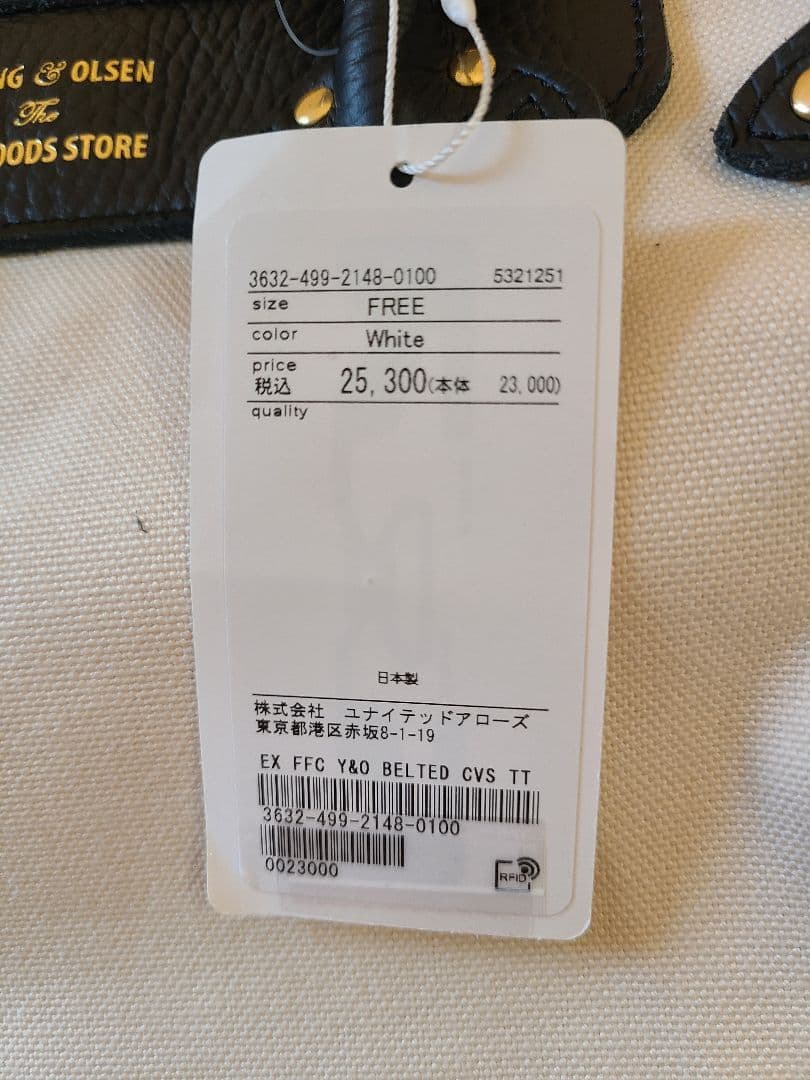 & OLSEN
The
STORE
3632-499-2148-0100 5321251
size FREE
color White
price
税込 25,300(本体 23,000)
quality
日本製
株式会社 ユナイテッドアローズ
東京都港区赤坂8-1-19
EX FFC Y&O BELTED CVS TT
3632-499-2148-0100
0023000
RFID